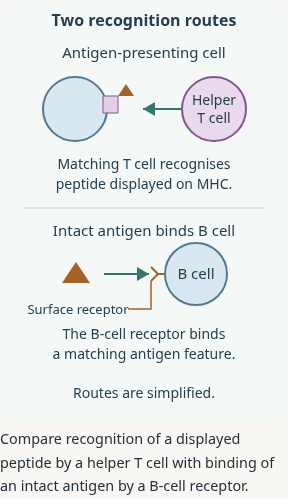 Two recognition routes
Antigen-presenting cell
Helper
T cell
Matching T cell recognises
peptide displayed on MHC.
Intact antigen binds B cell
B cell
Surface receptor
The B-cell receptor binds
a matching antigen feature.
Routes are simplified.
Compare recognition of a displayed
peptide by a helper T cell with binding of
an intact antigen by a B-cell receptor.